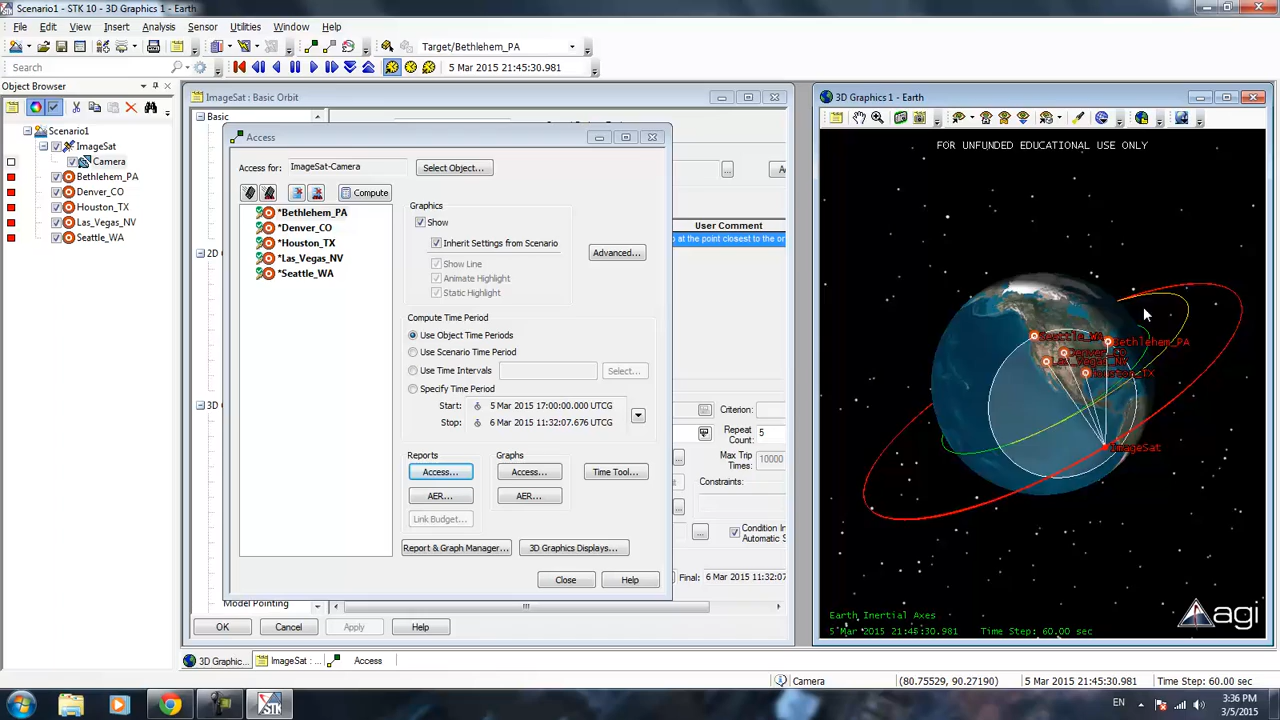 Scenario1 - STK 10 - 3D Graphics 1 - Earth
File Edit View Insert Analysis Sensor Utilities Window Help
Target/Bethlehem_PA
Search
5 Mar 2015 21:45:30.981
Object Browser
Scenario1
ImageSat
Camera
Bethlehem_PA
Denver_CO
Houston_TX
Las_Vegas_NV
Seattle_WA
ImageSat: Basic Orbit
Basic
Access
Access for: ImageSat-Camera
Select Object...
Compute
*Bethlehem_PA
*Denver_CO
*Houston_TX
*Las_Vegas_NV
*Seattle_WA
Graphics
Show
Inherit Settings from Scenario
Advanced...
Show Line
Animate Highlight
Static Highlight
Compute Time Period
Use Object Time Periods
Use Scenario Time Period
Use Time Intervals
Select...
Specify Time Period
Start: 5 Mar 2015 17:00:00.000 UTCG
Stop: 6 Mar 2015 11:32:07.676 UTCG
Reports
Graphs
Access...
Access...
Time Tool...
AER...
AER...
Link Budget...
Report & Graph Manager...
3D Graphics Displays...
Close
Help
User Comment
Criterion:
Repeat Count: 5
Max Trip Times: 10000
Constraints:
Final: 6 Mar 2015 11:32:07
Model Pointing
OK
Cancel
Apply
Help
3D Graphics 1 - Earth
FOR UNFUNDED EDUCATIONAL USE ONLY
Seattle_WA
Bethlehem_PA
Denver_CO
Las_Vegas_NV
Houston_TX
ImageSat
Earth Inertial Axes
5 Mar 2015 21:45:30.981 Time Step: 60.00 sec
agi
3D Graphic...
ImageSat : ...
Access
Camera
(80.75529, 90.27190)
5 Mar 2015 21:45:30.981
Time Step: 60.00 sec
EN
3:36 PM
3/5/2015